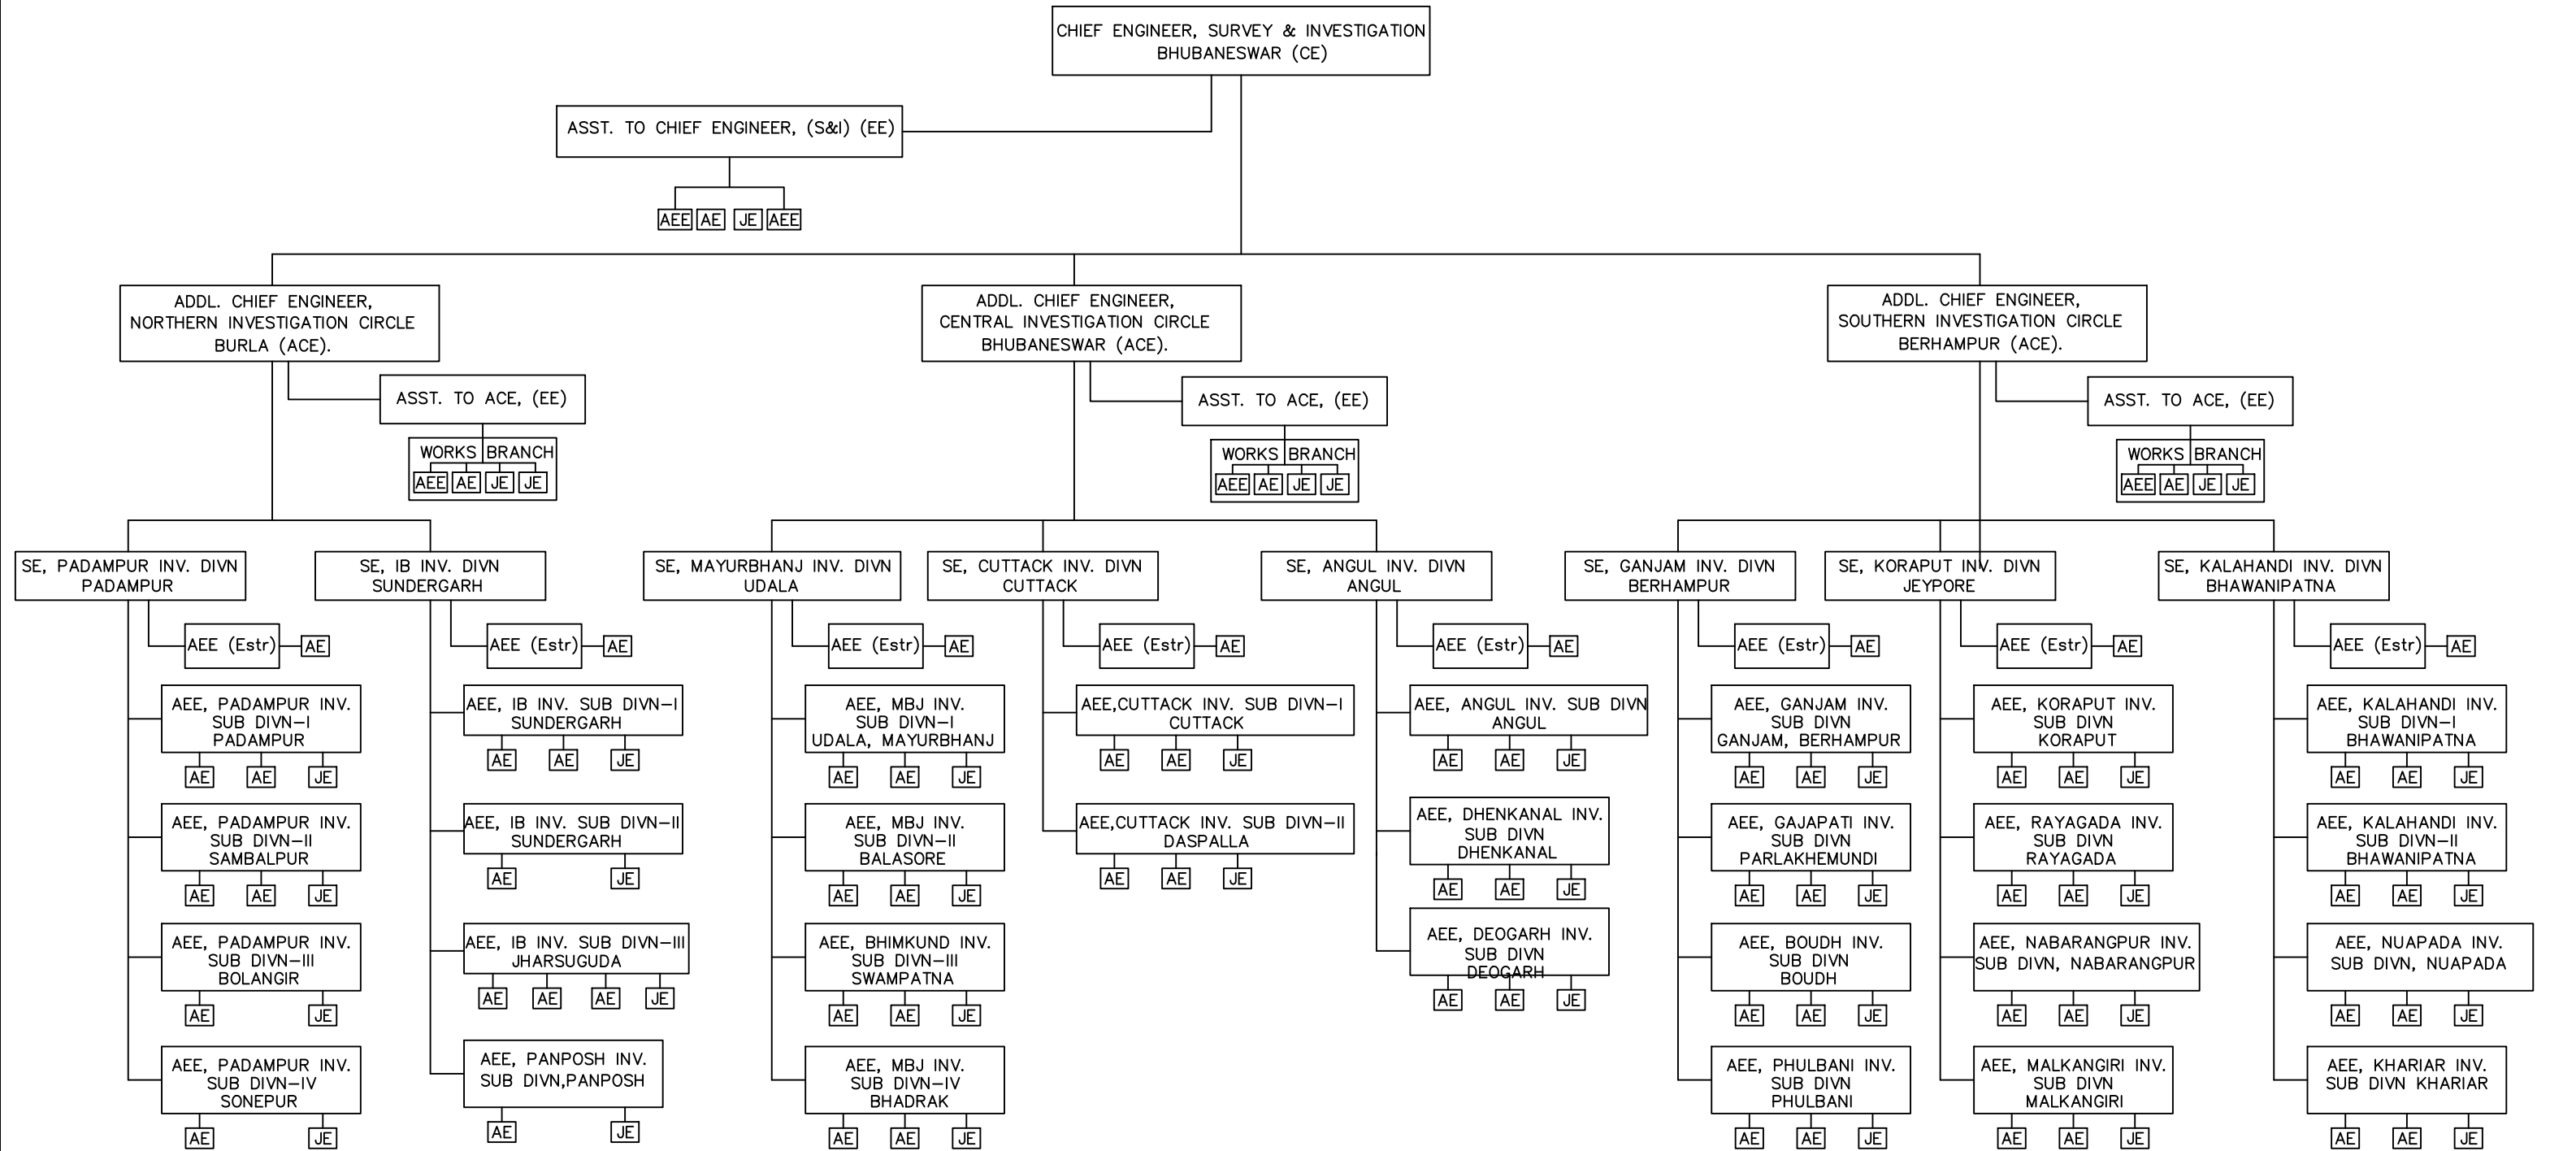 CHIEF ENGINEER, SURVEY & INVESTIGATION
BHUBANESWAR (CE)
ASST. TO CHIEF ENGINEER, (S&I) (EE)
AEE AE JE AEE
ADDL. CHIEF ENGINEER,
NORTHERN INVESTIGATION CIRCLE
BURLA (ACE).
ASST. TO ACE, (EE)
WORKS BRANCH
AEE AE JE JE
ADDL. CHIEF ENGINEER,
CENTRAL INVESTIGATION CIRCLE
BHUBANESWAR (ACE).
ASST. TO ACE, (EE)
WORKS BRANCH
AEE AE JE JE
ADDL. CHIEF ENGINEER,
SOUTHERN INVESTIGATION CIRCLE
BERHAMPUR (ACE).
ASST. TO ACE, (EE)
WORKS BRANCH
AEE AE JE JE
SE, PADAMPUR INV. DIVN
PADAMPUR
AEE (Estr) AE
AEE, PADAMPUR INV.
SUB DIVN-I
PADAMPUR
AE AE JE
AEE, PADAMPUR INV.
SUB DIVN-II
SAMBALPUR
AE AE JE
AEE, PADAMPUR INV.
SUB DIVN-III
BOLANGIR
AE JE
AEE, PADAMPUR INV.
SUB DIVN-IV
SONEPUR
AE JE
SE, IB INV. DIVN
SUNDERGARH
AEE (Estr) AE
AEE, IB INV. SUB DIVN-I
SUNDERGARH
AE AE JE
AEE, IB INV. SUB DIVN-II
SUNDERGARH
AE JE
AEE, IB INV. SUB DIVN-III
JHARSUGUDA
AE AE AE JE
AEE, PANPOSH INV.
SUB DIVN,PANPOSH
AE JE
SE, MAYURBHANJ INV. DIVN
UDALA
AEE (Estr) AE
AEE, MBJ INV.
SUB DIVN-I
UDALA, MAYURBHANJ
AE AE JE
AEE, MBJ INV.
SUB DIVN-II
BALASORE
AE AE JE
AEE, BHIMKUND INV.
SUB DIVN-III
SWAMPATNA
AE AE JE
AEE, MBJ INV.
SUB DIVN-IV
BHADRAK
AE AE JE
SE, CUTTACK INV. DIVN
CUTTACK
AEE (Estr) AE
AEE,CUTTACK INV. SUB DIVN-I
CUTTACK
AE AE JE
AEE,CUTTACK INV. SUB DIVN-II
DASPALLA
AE AE JE
SE, ANGUL INV. DIVN
ANGUL
AEE (Estr) AE
AEE, ANGUL INV. SUB DIVN
ANGUL
AE AE JE
AEE, DHENKANAL INV.
SUB DIVN
DHENKANAL
AE AE JE
AEE, DEOGARH INV.
SUB DIVN
DEOGARH
AE AE JE
SE, GANJAM INV. DIVN
BERHAMPUR
AEE (Estr) AE
AEE, GANJAM INV.
SUB DIVN
GANJAM, BERHAMPUR
AE AE JE
AEE, GAJAPATI INV.
SUB DIVN
PARLAKHEMUNDI
AE AE JE
AEE, BOUDH INV.
SUB DIVN
BOUDH
AE AE JE
AEE, PHULBANI INV.
SUB DIVN
PHULBANI
AE AE JE
SE, KORAPUT INV. DIVN
JEYPORE
AEE (Estr) AE
AEE, KORAPUT INV.
SUB DIVN
KORAPUT
AE AE JE
AEE, RAYAGADA INV.
SUB DIVN
RAYAGADA
AE AE JE
AEE, NABARANGPUR INV.
SUB DIVN, NABARANGPUR
AE AE JE
AEE, MALKANGIRI INV.
SUB DIVN
MALKANGIRI
AE AE JE
SE, KALAHANDI INV. DIVN
BHAWANIPATNA
AEE (Estr) AE
AEE, KALAHANDI INV.
SUB DIVN-I
BHAWANIPATNA
AE AE JE
AEE, KALAHANDI INV.
SUB DIVN-II
BHAWANIPATNA
AE AE JE
AEE, NUAPADA INV.
SUB DIVN, NUAPADA
AE AE JE
AEE, KHARIAR INV.
SUB DIVN KHARIAR
AE AE JE